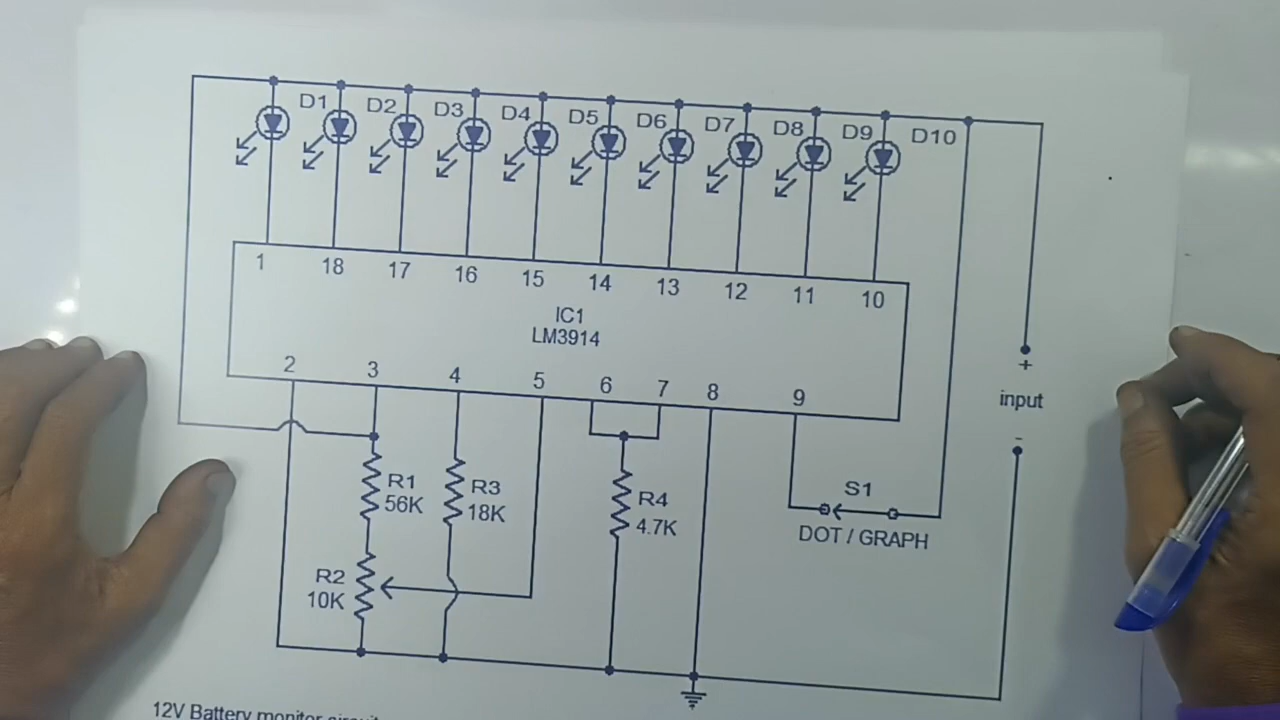 D1
D2
D3
D4
D5
D6
D7
D8
D9
D10
1 18 17 16 15 14 13 12 11 10
IC1
LM3914
2 3 4 5 6 7 8 9
+
input
-
R1
56K
R3
18K
R4
4.7K
S1
DOT / GRAPH
R2
10K
12V Battery monitor